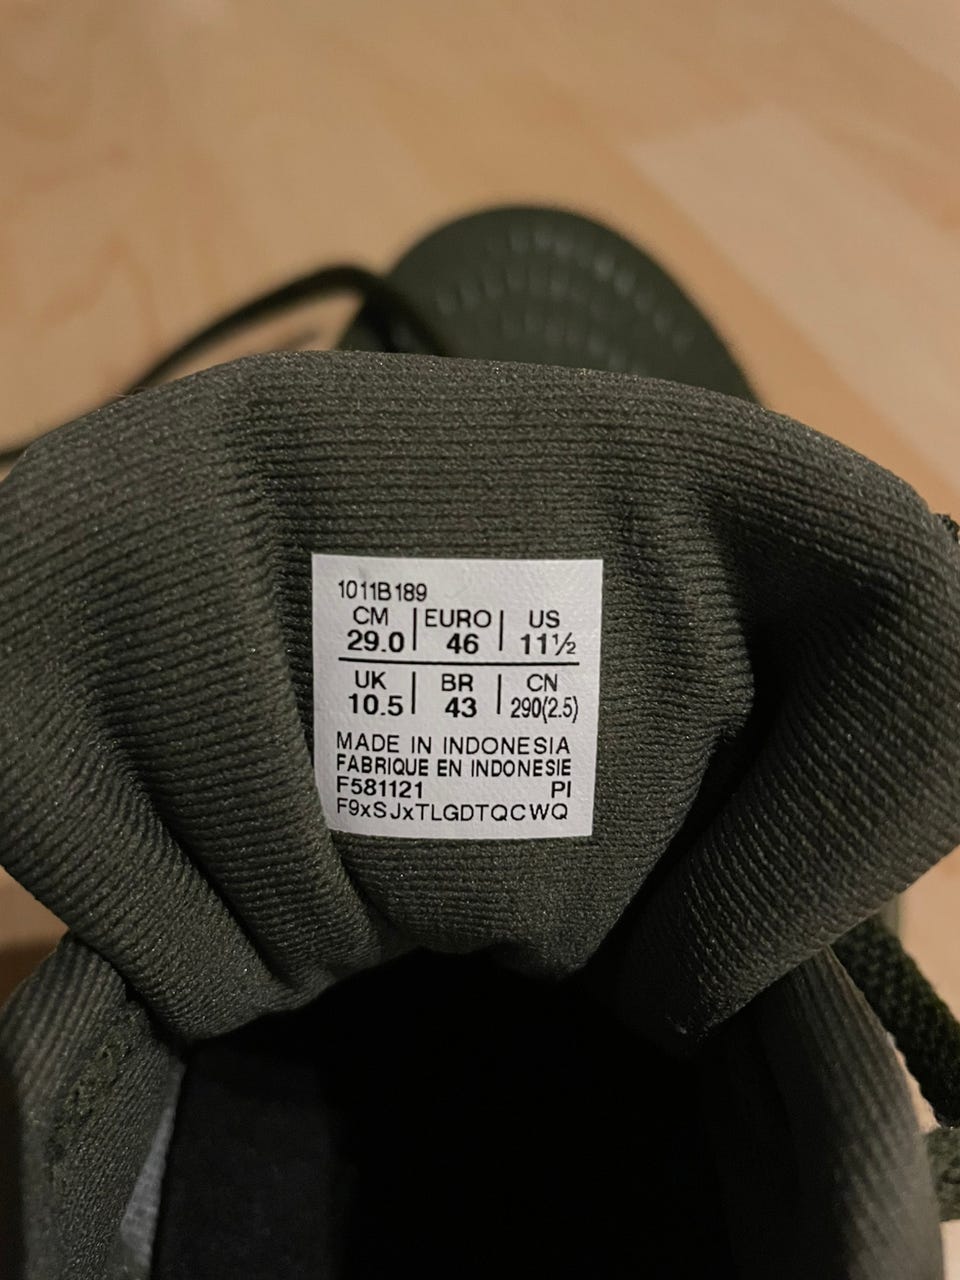 1011B189
CM | EURO | US
29.0 | 46 | 11½
UK | BR | CN
10.5 | 43 | 290(2.5)
MADE IN INDONESIA
FABRIQUE EN INDONESIE
F581121 PI
F9xSJxTLGDTQCWQ